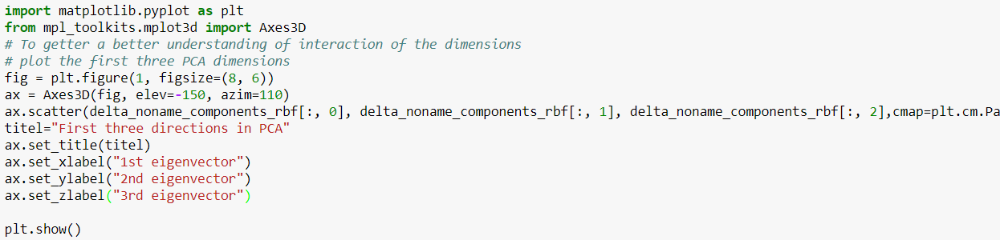 import matplotlib.pyplot as plt
from mpl_toolkits.mplot3d import Axes3D
# To getter a better understanding of interaction of the dimensions
# plot the first three PCA dimensions
fig = plt.figure(1, figsize=(8, 6))
ax = Axes3D(fig, elev=-150, azim=110)
ax.scatter(delta_noname_components_rbf[:, 0], delta_noname_components_rbf[:, 1], delta_noname_components_rbf[:, 2],cmap=plt.cm.Pa
titel="First three directions in PCA"
ax.set_title(titel)
ax.set_xlabel("1st eigenvector")
ax.set_ylabel("2nd eigenvector")
ax.set_zlabel("3rd eigenvector")
plt.show()